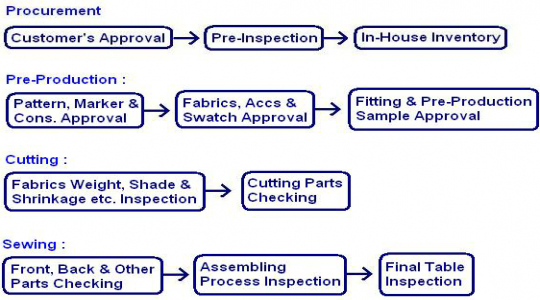 Procurement
Customer's Approval
Pre-Inspection
In-House Inventory
Pre-Production :
Pattern, Marker &
Cons. Approval
Fabrics, Accs &
Swatch Approval
Fitting & Pre-Production
Sample Approval
Cutting :
Fabrics Weight, Shade &
Shrinkage etc. Inspection
Cutting Parts
Checking
Sewing :
Front, Back & Other
Parts Checking
Assembling
Process Inspection
Final Table
Inspection